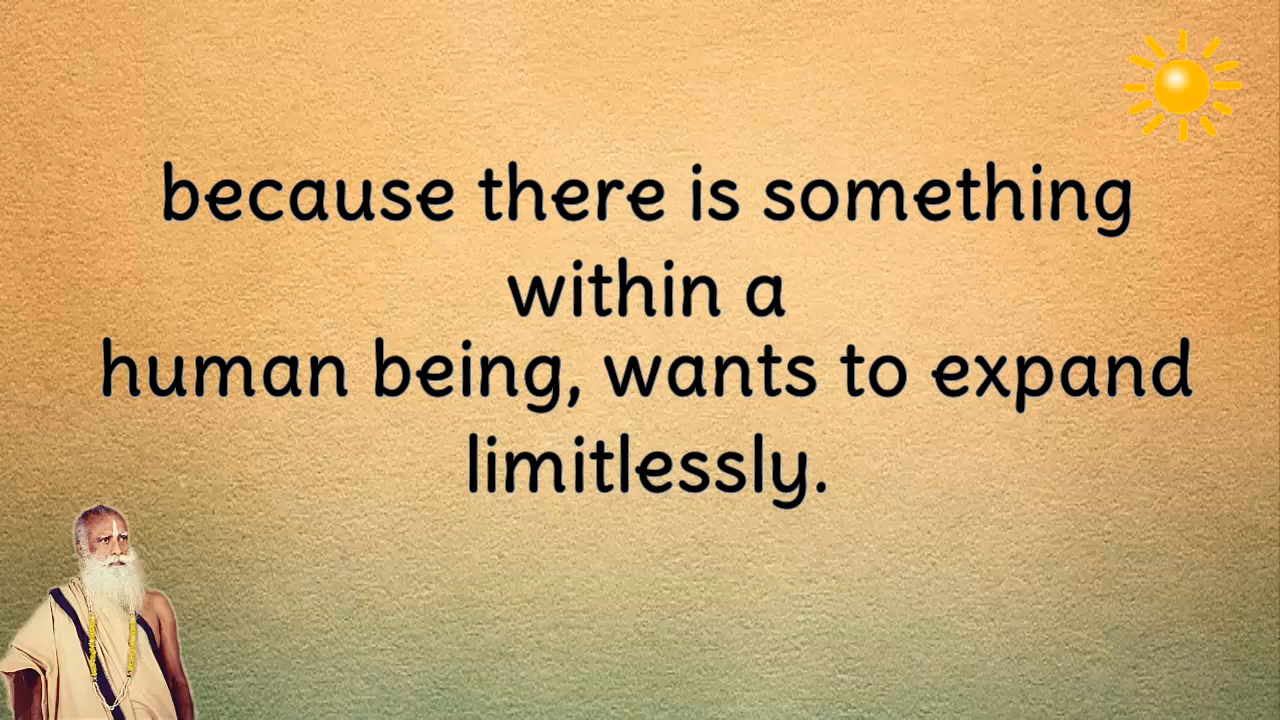 because there is something
within a
human being, wants to expand
limitlessly.